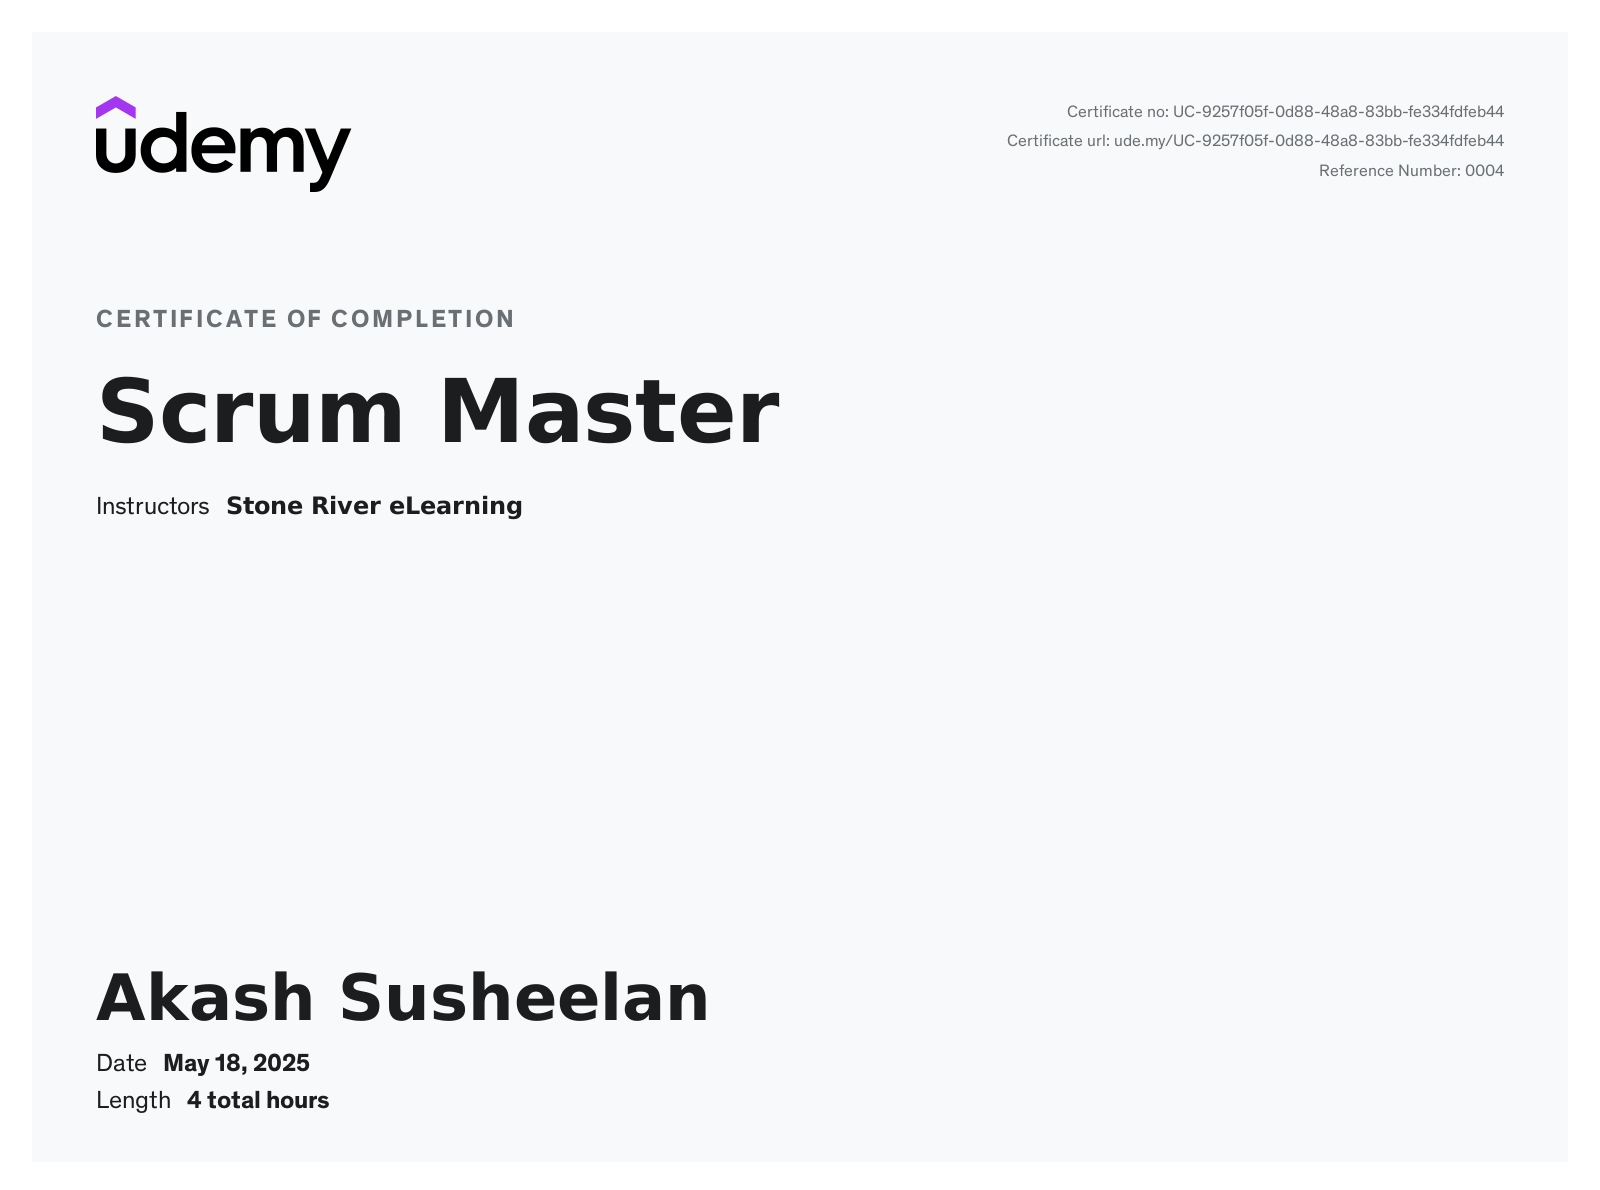 udemy
Certificate no: UC-9257f05f-0d88-48a8-83bb-fe334fdfeb44
Certificate url: ude.my/UC-9257f05f-0d88-48a8-83bb-fe334fdfeb44
Reference Number: 0004
CERTIFICATE OF COMPLETION
Scrum Master
Instructors Stone River eLearning
Akash Susheelan
Date May 18, 2025
Length 4 total hours